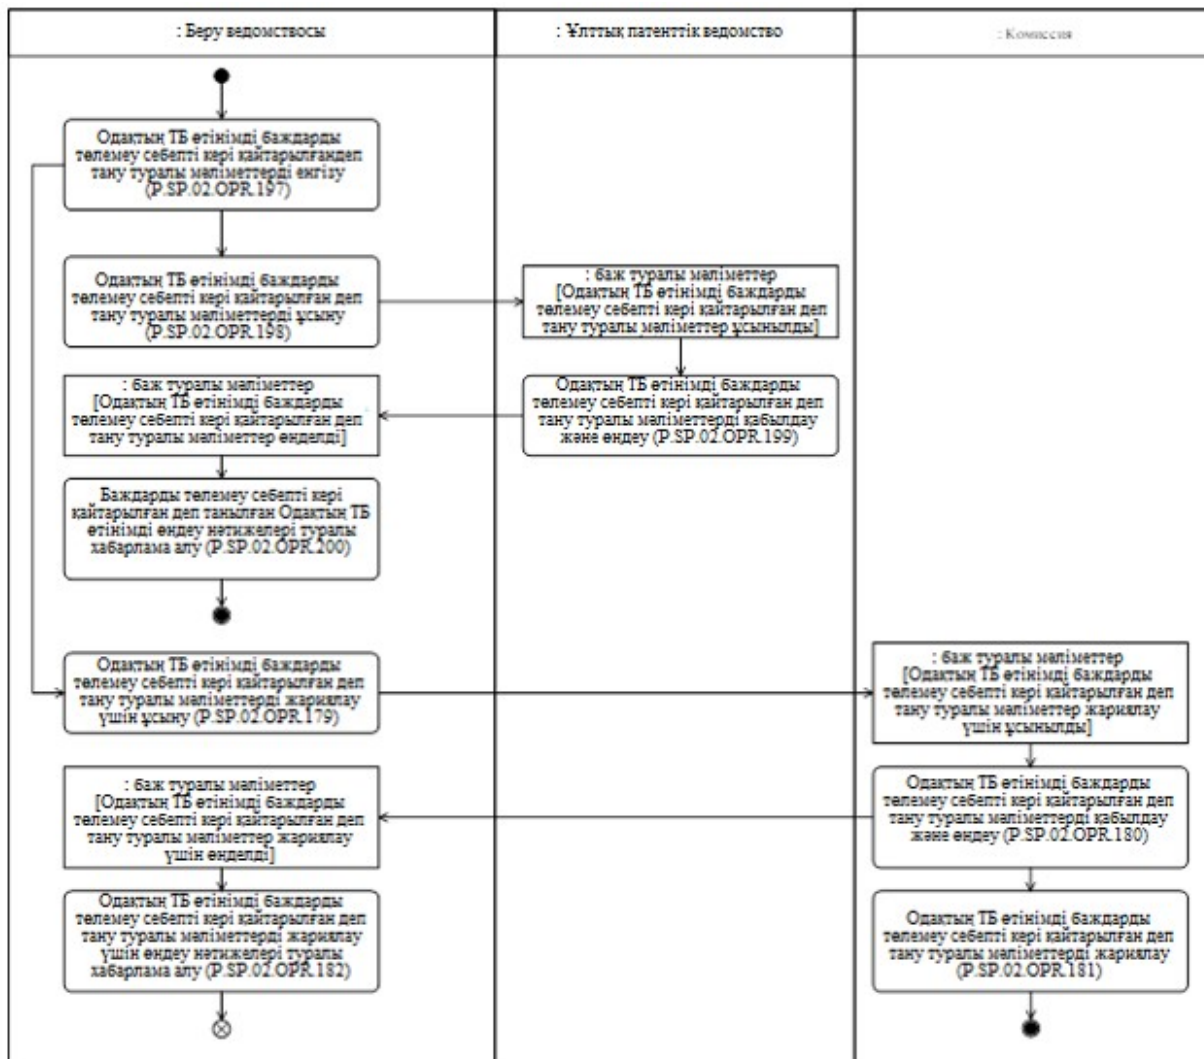 : Беру ведомствосы
: Ұлттық патенттік ведомство
: Комиссия
Одақтың ТБ өтінімді баждарды
төлемеу себепті кері қайтарылғандеп
тану туралы мәліметтерді енгізу
(P.SP.02.OPR.197)
Одақтың ТБ өтінімді баждарды
төлемеу себепті кері қайтарылған деп
тану туралы мәліметтерді ұсыну
(P.SP.02.OPR.198)
: баж туралы мәліметтер
[Одақтың ТБ өтінімді баждарды
төлемеу себепті кері қайтарылған деп
тану туралы мәліметтер ұсынылды]
: баж туралы мәліметтер
[Одақтың ТБ өтінімді баждарды
төлемеу себепті кері қайтарылған деп
тану туралы мәліметтер өңделді]
Одақтың ТБ өтінімді баждарды
төлемеу себепті кері қайтарылған деп
тану туралы мәліметтерді қабылдау
және өңдеу (P.SP.02.OPR.199)
Баждарды төлемеу себепті кері
қайтарылған деп танылған Одақтың ТБ
өтінімді өңдеу нәтижелері туралы
хабарлама алу (P.SP.02.OPR.200)
Одақтың ТБ өтінімді баждарды
төлемеу себепті кері қайтарылған деп
тану туралы мәліметтерді жариялау
үшін ұсыну (P.SP.02.OPR.179)
: баж туралы мәліметтер
[Одақтың ТБ өтінімді баждарды
төлемеу себепті кері қайтарылған деп
тану туралы мәліметтер жариялау
үшін ұсынылды]
: баж туралы мәліметтер
[Одақтың ТБ өтінімді баждарды
төлемеу себепті кері қайтарылған деп
тану туралы мәліметтер жариялау
үшін өңделді]
Одақтың ТБ өтінімді баждарды
төлемеу себепті кері қайтарылған деп
тану туралы мәліметтерді қабылдау
және өңдеу (P.SP.02.OPR.180)
Одақтың ТБ өтінімді баждарды
төлемеу себепті кері қайтарылған деп
тану туралы мәліметтерді жариялау
үшін өңдеу нәтижелері туралы
хабарлама алу (P.SP.02.OPR.182)
Одақтың ТБ өтінімді баждарды
төлемеу себепті кері қайтарылған деп
тану туралы мәліметтерді жариялау
(P.SP.02.OPR.181)